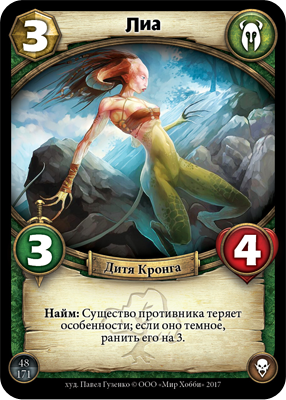 3
Лиа
3
4
Дитя Кронга
Найм: Существо противника теряет
особенности; если оно темное,
ранить его на 3.
48
171
худ. Павел Гузенко © ООО «Мир Хобби» 2017